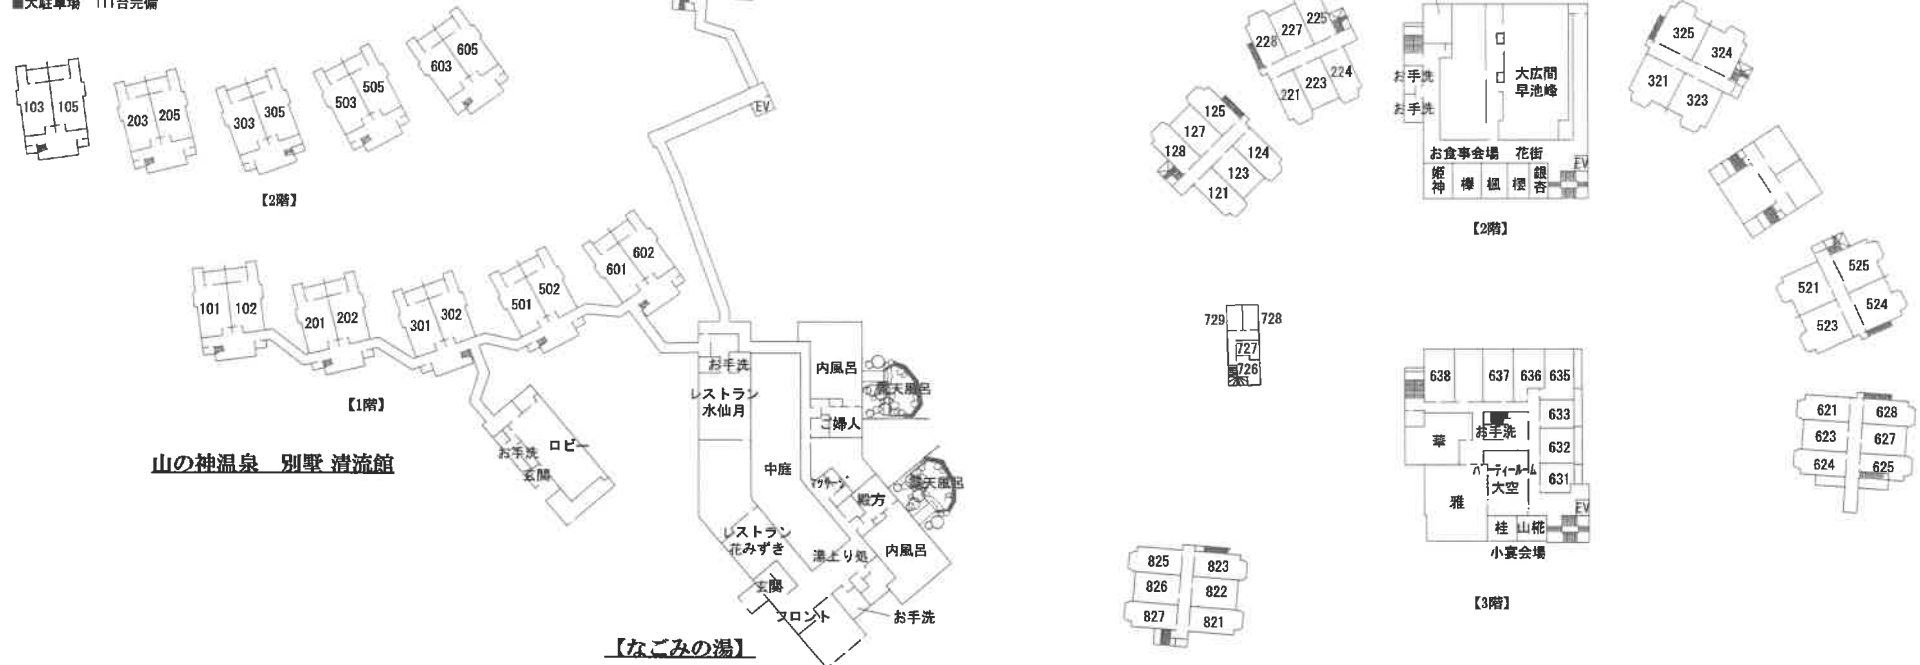 ■大駐車場 111台完備
103 105
203 205
303 305
503 505
603 605
【2階】
101 102
201 202
301 302
501 502
601 602
【1階】
お手洗
ロビー
玄関
山の神温泉 別墅 清流館
EV
お手洗
レストラン
水仙月
内風呂
露天風呂
ご婦人
中庭
マッサージ
殿方
露天風呂
レストラン
花みずき
湯上り処
内風呂
玄関
フロント
お手洗
【なごみの湯】
228 227 225
221 223 224
125
127
128
124
123
121
お手洗
お手洗
大広間
早池峰
お食事会場 花街
姫神 欅 楓 櫻 銀杏
EV
【2階】
325 324
321 323
525
521
524
523
729 728
727
726
638 637 636 635
633
632
631
お手洗
華
パーティールーム
大空
雅
EV
桂 山椛
小宴会場
【3階】
621 628
623 627
624 625
825 823
826 822
827 821